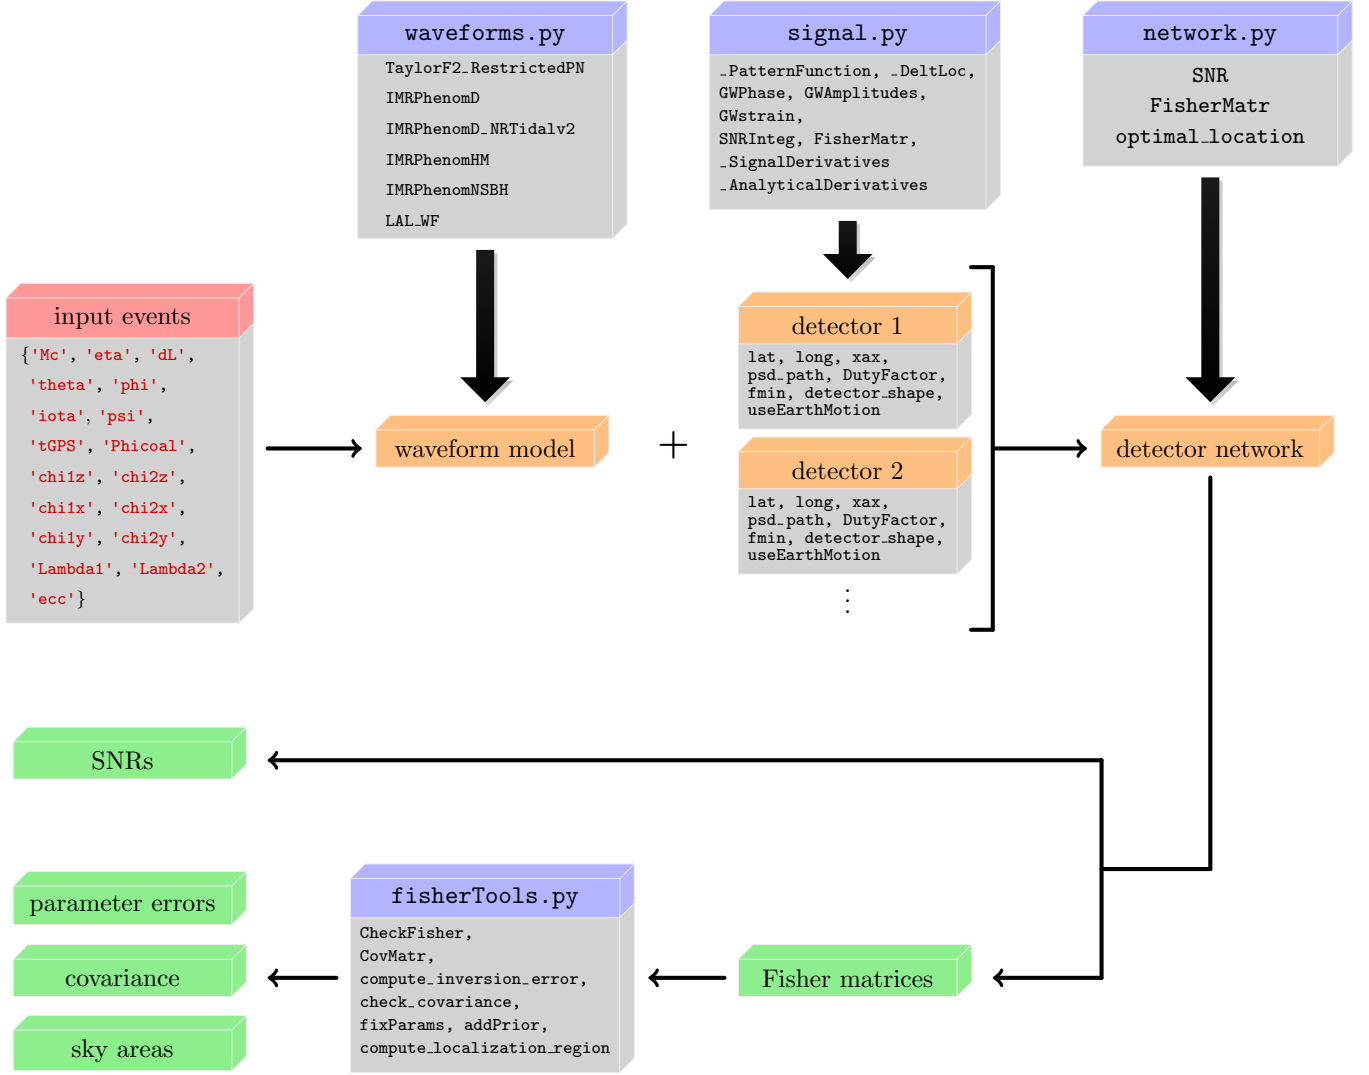 waveforms.py
TaylorF2_RestrictedPN
IMRPhenomD
IMRPhenomD_NRTidalv2
IMRPhenomHM
IMRPhenomNSBH
LAL_WF
signal.py
_PatternFunction, _DeltLoc,
GWPhase, GWAmplitudes,
GWstrain,
SNRInteg, FisherMatr,
_SignalDerivatives
_AnalyticalDerivatives
network.py
SNR
FisherMatr
optimal_location
input events
{'Mc', 'eta', 'dL',
'theta', 'phi',
'iota', 'psi',
'tGPS', 'Phicoal',
'chi1z', 'chi2z',
'chi1x', 'chi2x',
'chi1y', 'chi2y',
'Lambda1', 'Lambda2',
'ecc'}
waveform model
+
detector 1
lat, long, xax,
psd_path, DutyFactor,
fmin, detector_shape,
useEarthMotion
detector 2
lat, long, xax,
psd_path, DutyFactor,
fmin, detector_shape,
useEarthMotion
⋮
detector network
SNRs
parameter errors
covariance
sky areas
fisherTools.py
CheckFisher,
CovMatr,
compute_inversion_error,
check_covariance,
fixParams, addPrior,
compute_localization_region
Fisher matrices